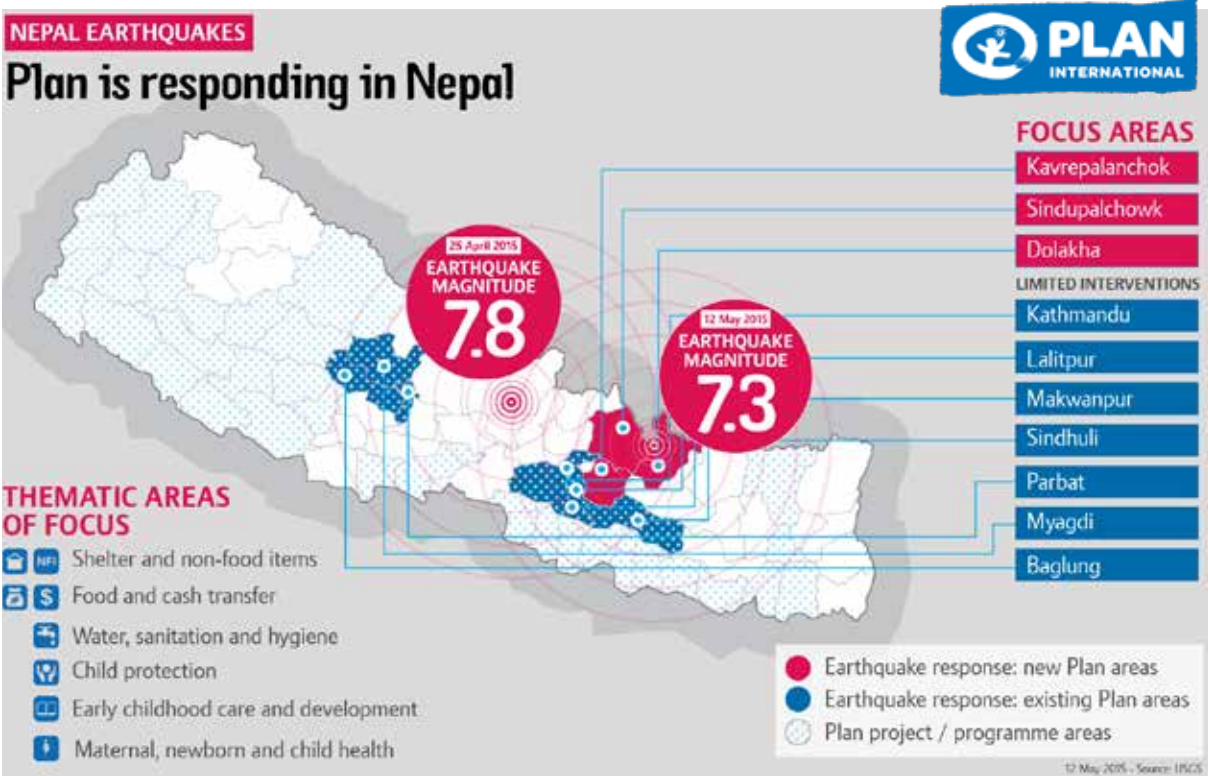 NEPAL EARTHQUAKES
Plan is responding in Nepal
PLAN
INTERNATIONAL
FOCUS AREAS
Kavrepalanchok
Sindupalchowk
Dolakha
LIMITED INTERVENTIONS
Kathmandu
Lalitpur
Makwanpur
Sindhuli
Parbat
Myagdi
Baglung
25 April 2015
EARTHQUAKE
MAGNITUDE
7.8
12 May 2015
EARTHQUAKE
MAGNITUDE
7.3
THEMATIC AREAS
OF FOCUS
NFI
Shelter and non-food items
$
Food and cash transfer
Water, sanitation and hygiene
Child protection
Early childhood care and development
Maternal, newborn and child health
Earthquake response: new Plan areas
Earthquake response: existing Plan areas
Plan project / programme areas
12 May 2015 - Source: USGS